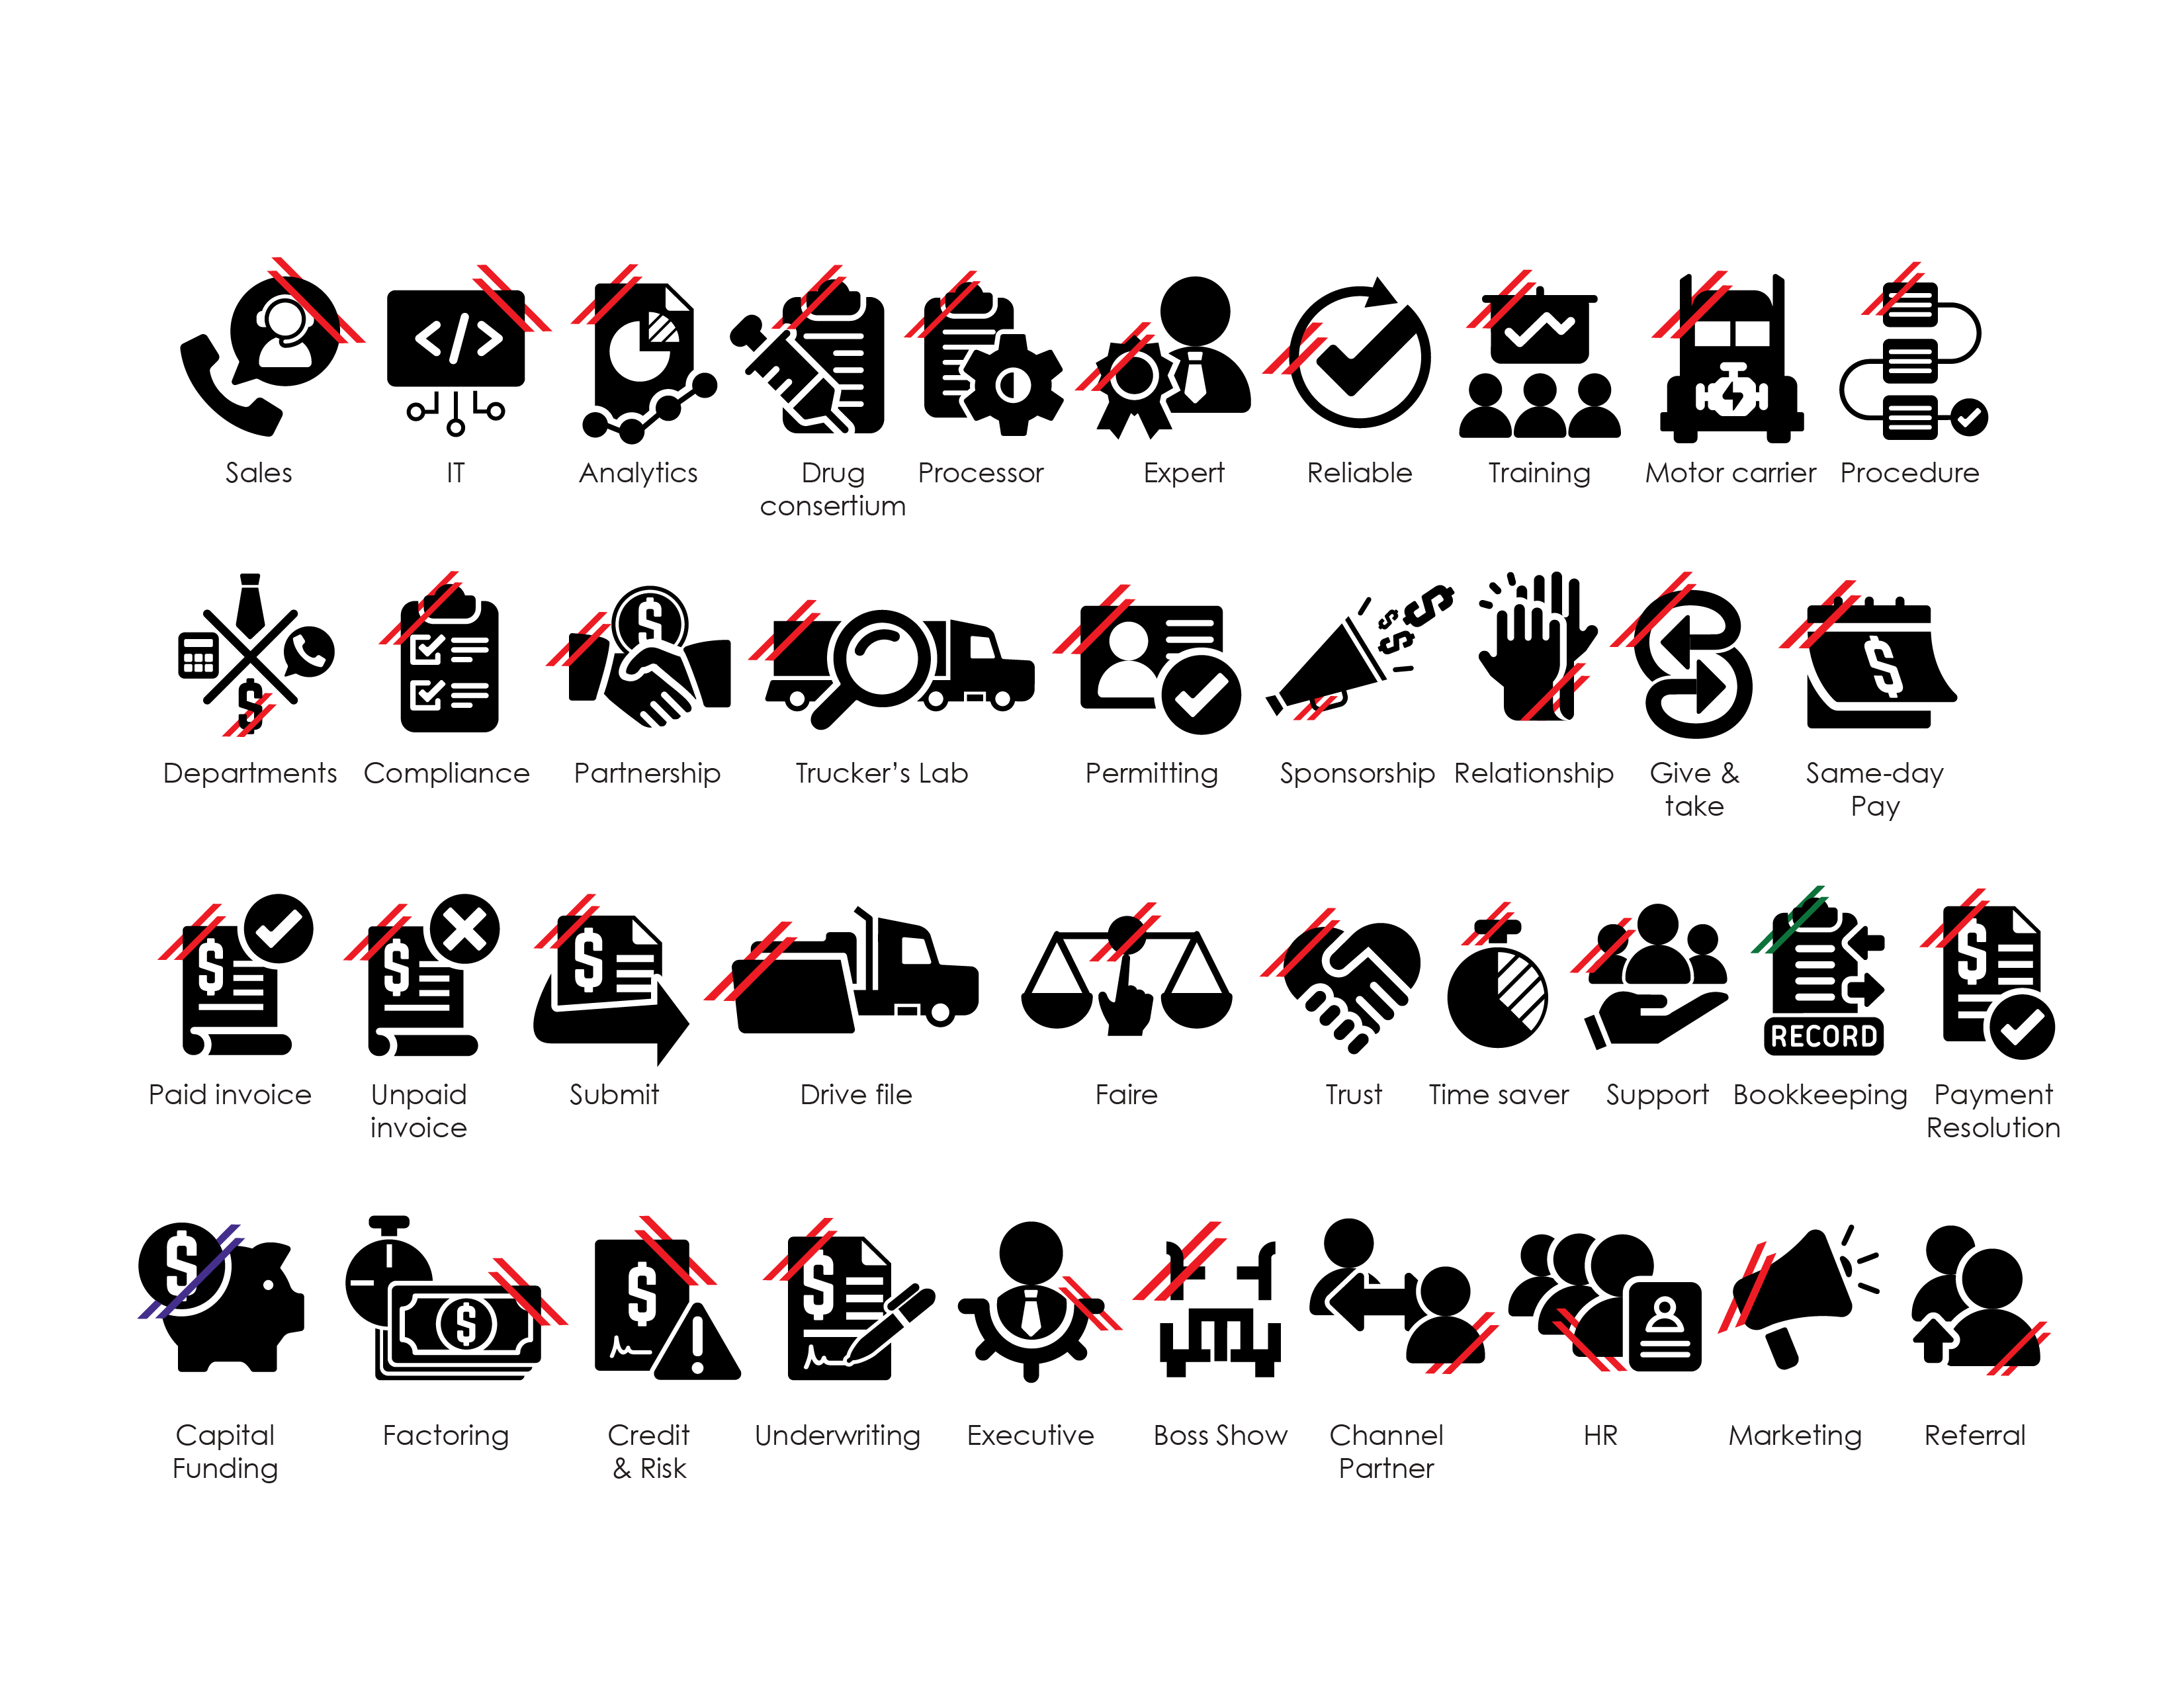 Sales
IT
Analytics
Drug
consertium
Processor
Expert
Reliable
Training
Motor carrier
Procedure
$
$
$ $ $
$
Departments
Compliance
Partnership
Trucker's Lab
Permitting
Sponsorship
Relationship
Give &
take
Same-day
Pay
$
$
$
$
RECORD
Paid invoice
Unpaid
invoice
Submit
Drive file
Faire
Trust
Time saver
Support
Bookkeeping
Payment
Resolution
$
$
$
$
Capital
Funding
Factoring
Credit
& Risk
Underwriting
Executive
Boss Show
Channel
Partner
HR
Marketing
Referral